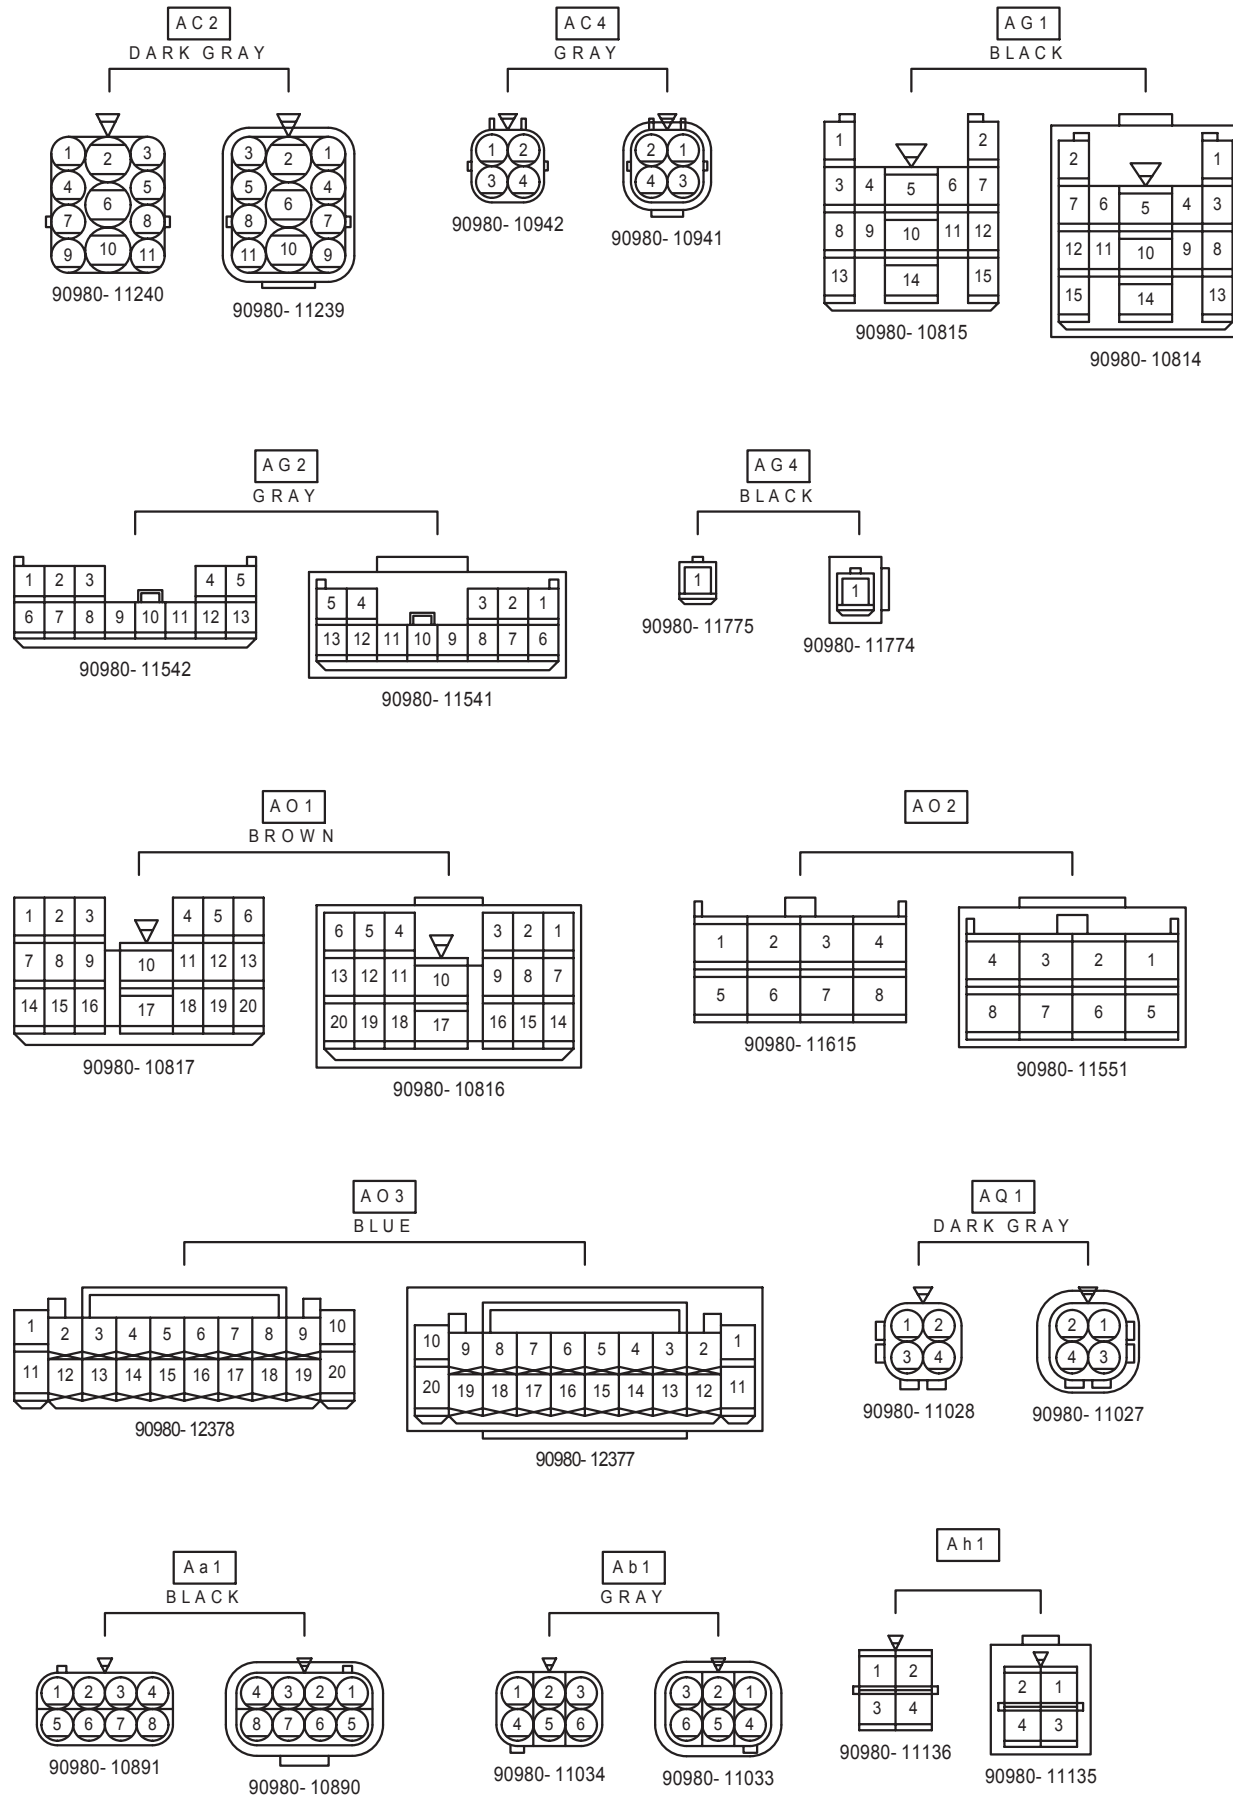 AC2
DARK GRAY
1 2 3
4 5
6
7 8
9 10 11
90980-11240
3 2 1
5 4
6
8 7
11 10 9
90980-11239
AC4
GRAY
1 2
3 4
90980-10942
2 1
4 3
90980-10941
AG1
BLACK
1 2
3 4 5 6 7
8 9 10 11 12
13 14 15
90980-10815
2 1
7 6 5 4 3
12 11 10 9 8
15 14 13
90980-10814
AG2
GRAY
1 2 3 4 5
6 7 8 9 10 11 12 13
90980-11542
5 4 3 2 1
13 12 11 10 9 8 7 6
90980-11541
AG4
BLACK
1
90980-11775
1
90980-11774
AO1
BROWN
1 2 3 4 5 6
7 8 9 10 11 12 13
14 15 16 17 18 19 20
90980-10817
6 5 4 3 2 1
13 12 11 10 9 8 7
20 19 18 17 16 15 14
90980-10816
AO2
1 2 3 4
5 6 7 8
90980-11615
4 3 2 1
8 7 6 5
90980-11551
AO3
BLUE
1 2 3 4 5 6 7 8 9 10
11 12 13 14 15 16 17 18 19 20
90980-12378
10 9 8 7 6 5 4 3 2 1
20 19 18 17 16 15 14 13 12 11
90980-12377
AQ1
DARK GRAY
1 2
3 4
90980-11028
2 1
4 3
90980-11027
Aa1
BLACK
1 2 3 4
5 6 7 8
90980-10891
4 3 2 1
8 7 6 5
90980-10890
Ab1
GRAY
1 2 3
4 5 6
90980-11034
3 2 1
6 5 4
90980-11033
Ah1
1 2
3 4
90980-11136
2 1
4 3
90980-11135